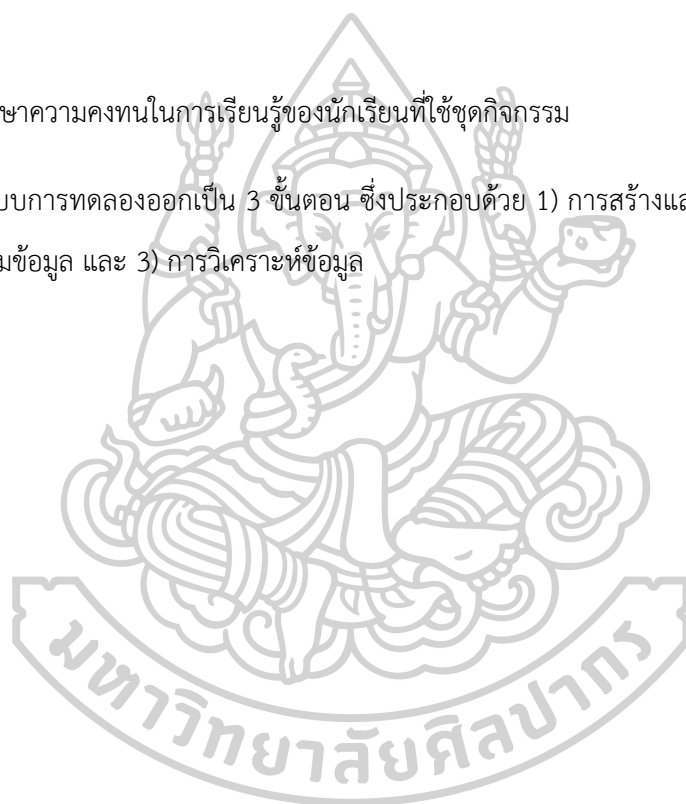 ษาความคงทนในการเรียนรู้ของนักเรียนที่ใช้ชุดกิจกรรม
บบการทดลองออกเป็น 3 ขั้นตอน ซึ่งประกอบด้วย 1) การสร้างแล
มข้อมูล และ 3) การวิเคราะห์ข้อมูล
มหาวิทยาลัยศิลปากร